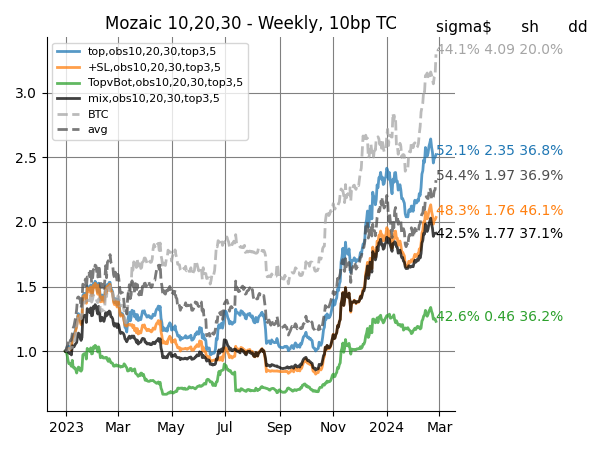 Mozaic 10,20,30 - Weekly, 10bp TC
sigma$ sh dd
top,obs10,20,30,top3,5
+SL,obs10,20,30,top3,5
TopvBot,obs10,20,30,top3,5
mix,obs10,20,30,top3,5
BTC
avg
44.1% 4.09 20.0%
52.1% 2.35 36.8%
54.4% 1.97 36.9%
48.3% 1.76 46.1%
42.5% 1.77 37.1%
42.6% 0.46 36.2%
3.0
2.5
2.0
1.5
1.0
2023 Mar May Jul Sep Nov 2024 Mar